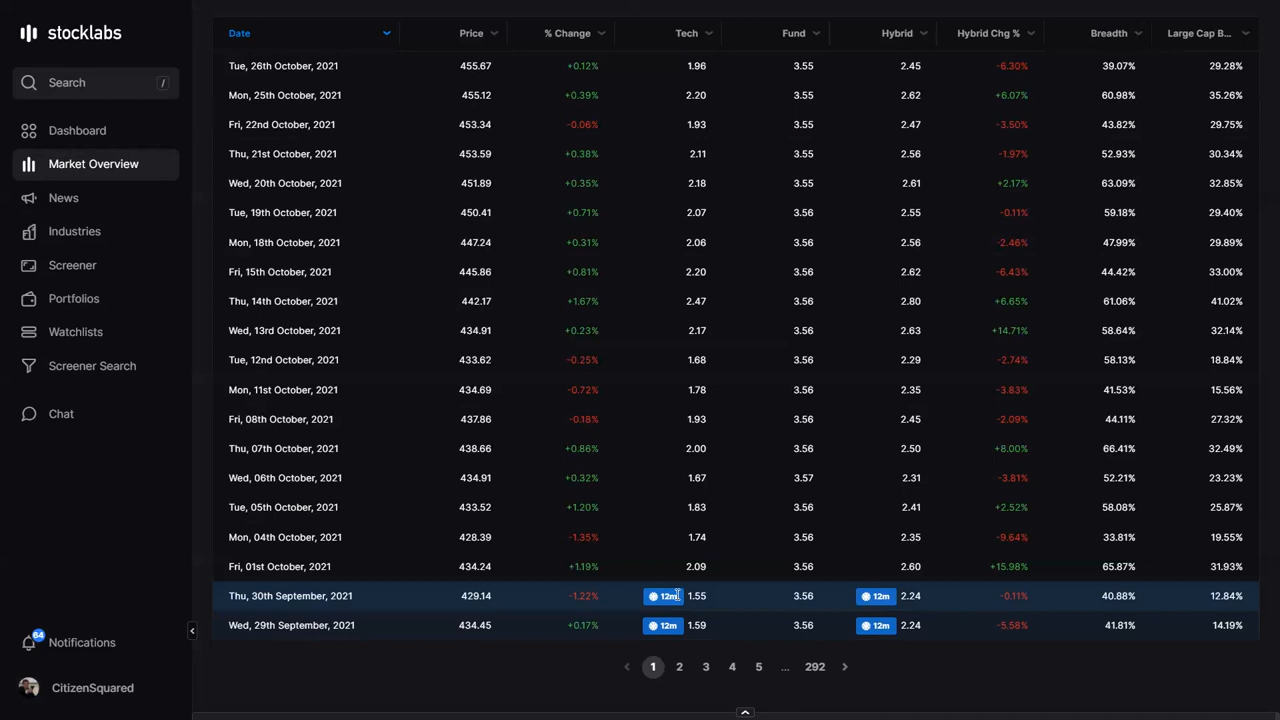 stocklabs
Search /
Dashboard
Market Overview
News
Industries
Screener
Portfolios
Watchlists
Screener Search
Chat
64
Notifications
CitizenSquared
Date Price % Change Tech Fund Hybrid Hybrid Chg % Breadth Large Cap B...
Tue, 26th October, 2021 455.67 +0.12% 1.96 3.55 2.45 -6.30% 39.07% 29.28%
Mon, 25th October, 2021 455.12 +0.39% 2.20 3.55 2.62 +6.07% 60.98% 35.26%
Fri, 22nd October, 2021 453.34 -0.06% 1.93 3.55 2.47 -3.50% 43.82% 29.75%
Thu, 21st October, 2021 453.59 +0.38% 2.11 3.55 2.56 -1.97% 52.93% 30.34%
Wed, 20th October, 2021 451.89 +0.35% 2.18 3.55 2.61 +2.17% 63.09% 32.85%
Tue, 19th October, 2021 450.41 +0.71% 2.07 3.56 2.55 -0.11% 59.18% 29.40%
Mon, 18th October, 2021 447.24 +0.31% 2.06 3.56 2.56 -2.46% 47.99% 29.89%
Fri, 15th October, 2021 445.86 +0.81% 2.20 3.56 2.62 -6.43% 44.42% 33.00%
Thu, 14th October, 2021 442.17 +1.67% 2.47 3.56 2.80 +6.65% 61.06% 41.02%
Wed, 13th October, 2021 434.91 +0.23% 2.17 3.56 2.63 +14.71% 58.64% 32.14%
Tue, 12th October, 2021 433.62 -0.25% 1.68 3.56 2.29 -2.74% 58.13% 18.84%
Mon, 11st October, 2021 434.69 -0.72% 1.78 3.56 2.35 -3.83% 41.53% 15.56%
Fri, 08th October, 2021 437.86 -0.18% 1.93 3.56 2.45 -2.09% 44.11% 27.32%
Thu, 07th October, 2021 438.66 +0.86% 2.00 3.56 2.50 +8.00% 66.41% 32.49%
Wed, 06th October, 2021 434.91 +0.32% 1.67 3.57 2.31 -3.81% 52.21% 23.23%
Tue, 05th October, 2021 433.52 +1.20% 1.83 3.56 2.41 +2.52% 58.08% 25.87%
Mon, 04th October, 2021 428.39 -1.35% 1.74 3.56 2.35 -9.64% 33.81% 19.55%
Fri, 01st October, 2021 434.24 +1.19% 2.09 3.56 2.60 +15.98% 65.87% 31.93%
Thu, 30th September, 2021 429.14 -1.22% 12m 1.55 3.56 12m 2.24 -0.11% 40.88% 12.84%
Wed, 29th September, 2021 434.45 +0.17% 12m 1.59 3.56 12m 2.24 -5.58% 41.81% 14.19%
1 2 3 4 5 ... 292